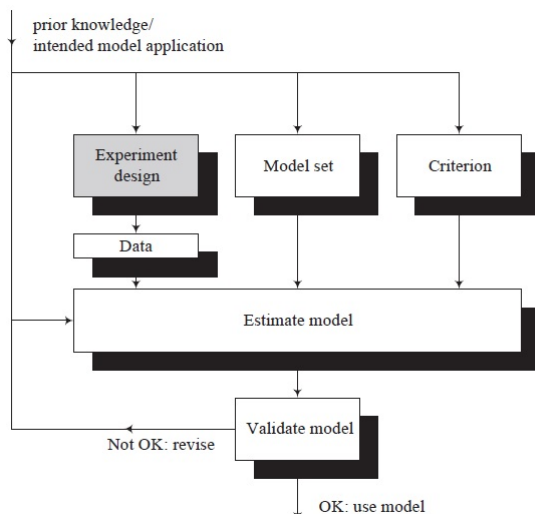 prior knowledge/
intended model application
Experiment
design
Model set
Criterion
Data
Estimate model
Validate model
Not OK: revise
OK: use model